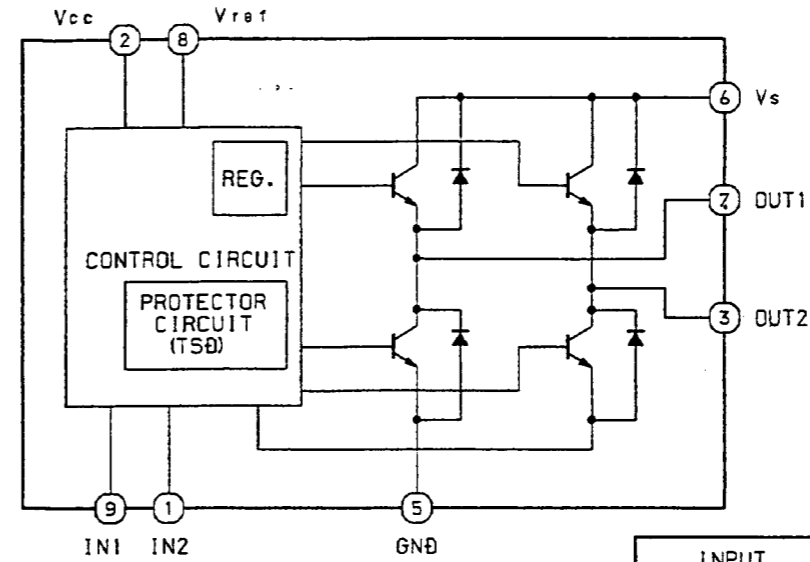 Vcc Vref
2 8
6 Vs
REG.
7 OUT1
CONTROL CIRCUIT
PROTECTOR
CIRCUIT
(TSD)
3 OUT2
9 1 5
IN1 IN2 GND
INPUT